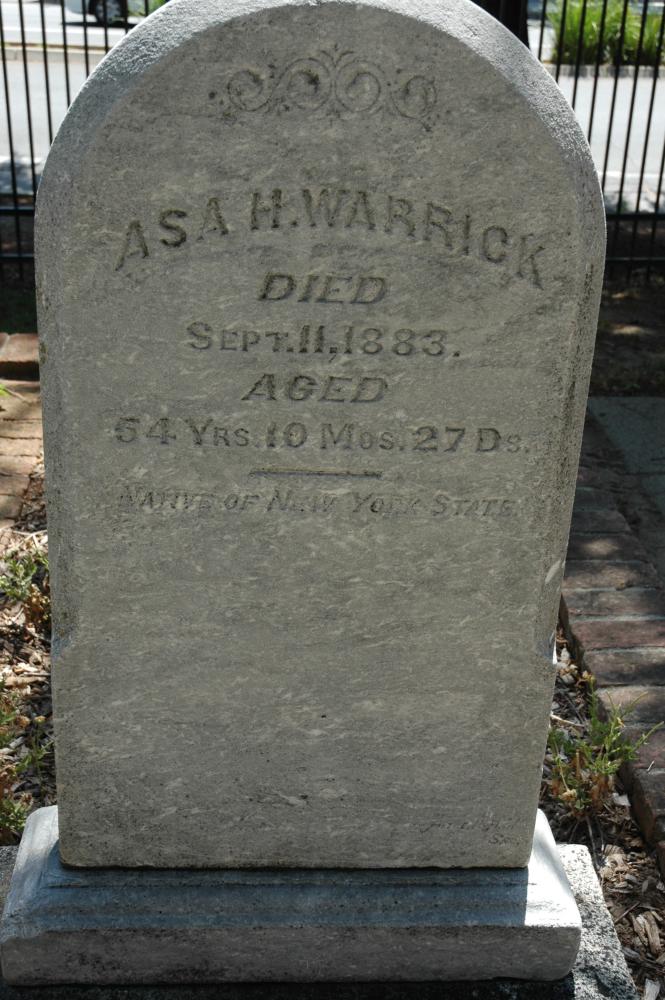 ASA H. WARRICK
DIED
SEPT. 11, 1883.
AGED
54 YRS. 10 MOS. 27 DS.
NATIVE OF NEW YORK STATE